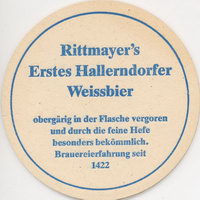 Rittmayer's
Erstes Hallerndorfer
Weissbier
obergärig in der Flasche vergoren
und durch die feine Hefe
besonders bekömmlich.
Brauereierfahrung seit
1422